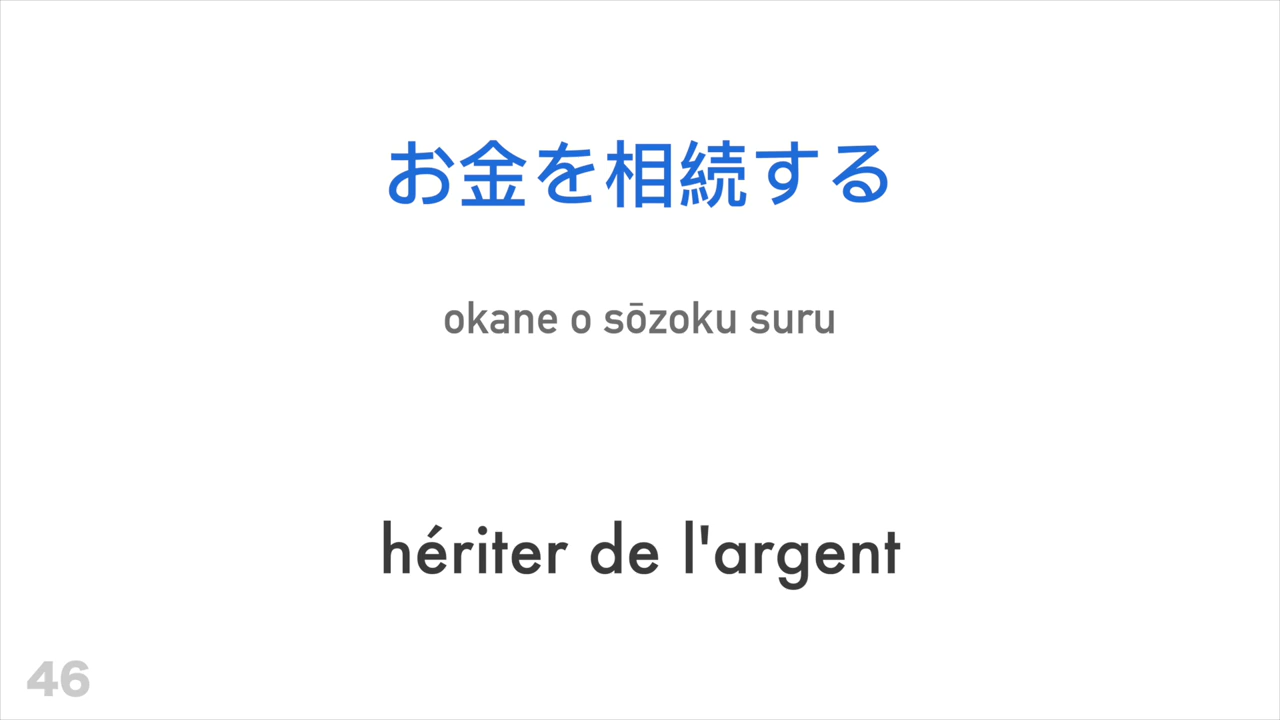 お金を相続する
okane o sōzoku suru
hériter de l'argent
46